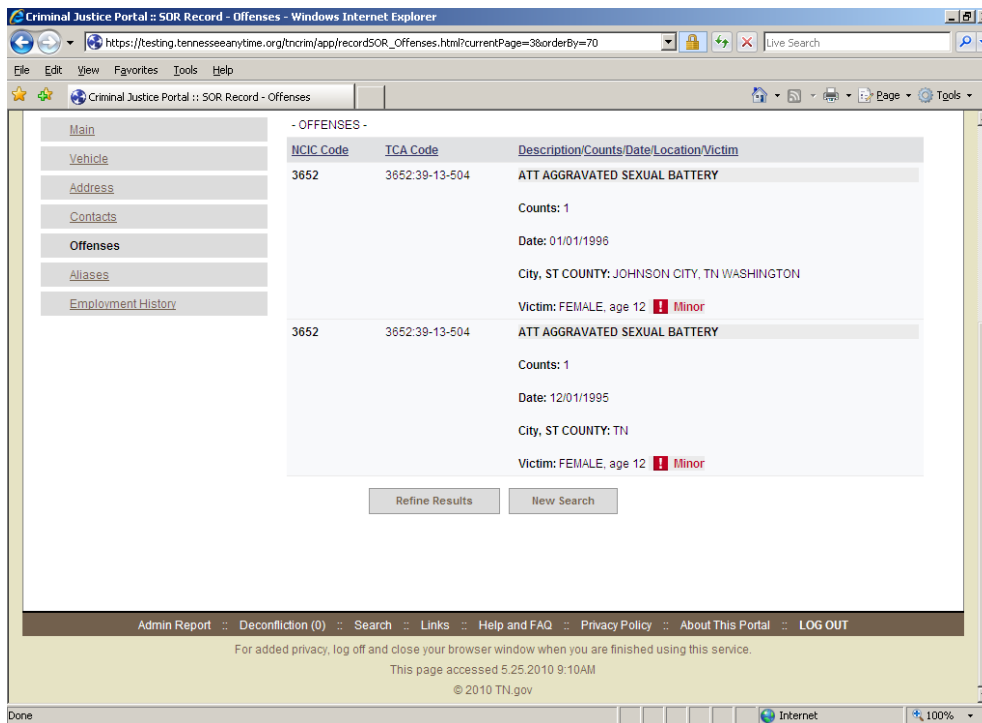 Criminal Justice Portal :: SOR Record - Offenses - Windows Internet Explorer
https://testing.tennesseeanytime.org/tncrim/app/recordSOR_Offenses.html?currentPage=3&orderBy=70
Live Search
File Edit View Favorites Tools Help
Criminal Justice Portal :: SOR Record - Offenses
Page Tools
Main
Vehicle
Address
Contacts
Offenses
Aliases
Employment History
- OFFENSES -
NCIC Code TCA Code Description/Counts/Date/Location/Victim
3652 3652:39-13-504 ATT AGGRAVATED SEXUAL BATTERY
Counts: 1
Date: 01/01/1996
City, ST COUNTY: JOHNSON CITY, TN WASHINGTON
Victim: FEMALE, age 12 ! Minor
3652 3652:39-13-504 ATT AGGRAVATED SEXUAL BATTERY
Counts: 1
Date: 12/01/1995
City, ST COUNTY: TN
Victim: FEMALE, age 12 ! Minor
Refine Results New Search
Admin Report :: Deconfliction (0) :: Search :: Links :: Help and FAQ :: Privacy Policy :: About This Portal :: LOG OUT
For added privacy, log off and close your browser window when you are finished using this service.
This page accessed 5.25.2010 9:10AM
© 2010 TN.gov
Done Internet 100%